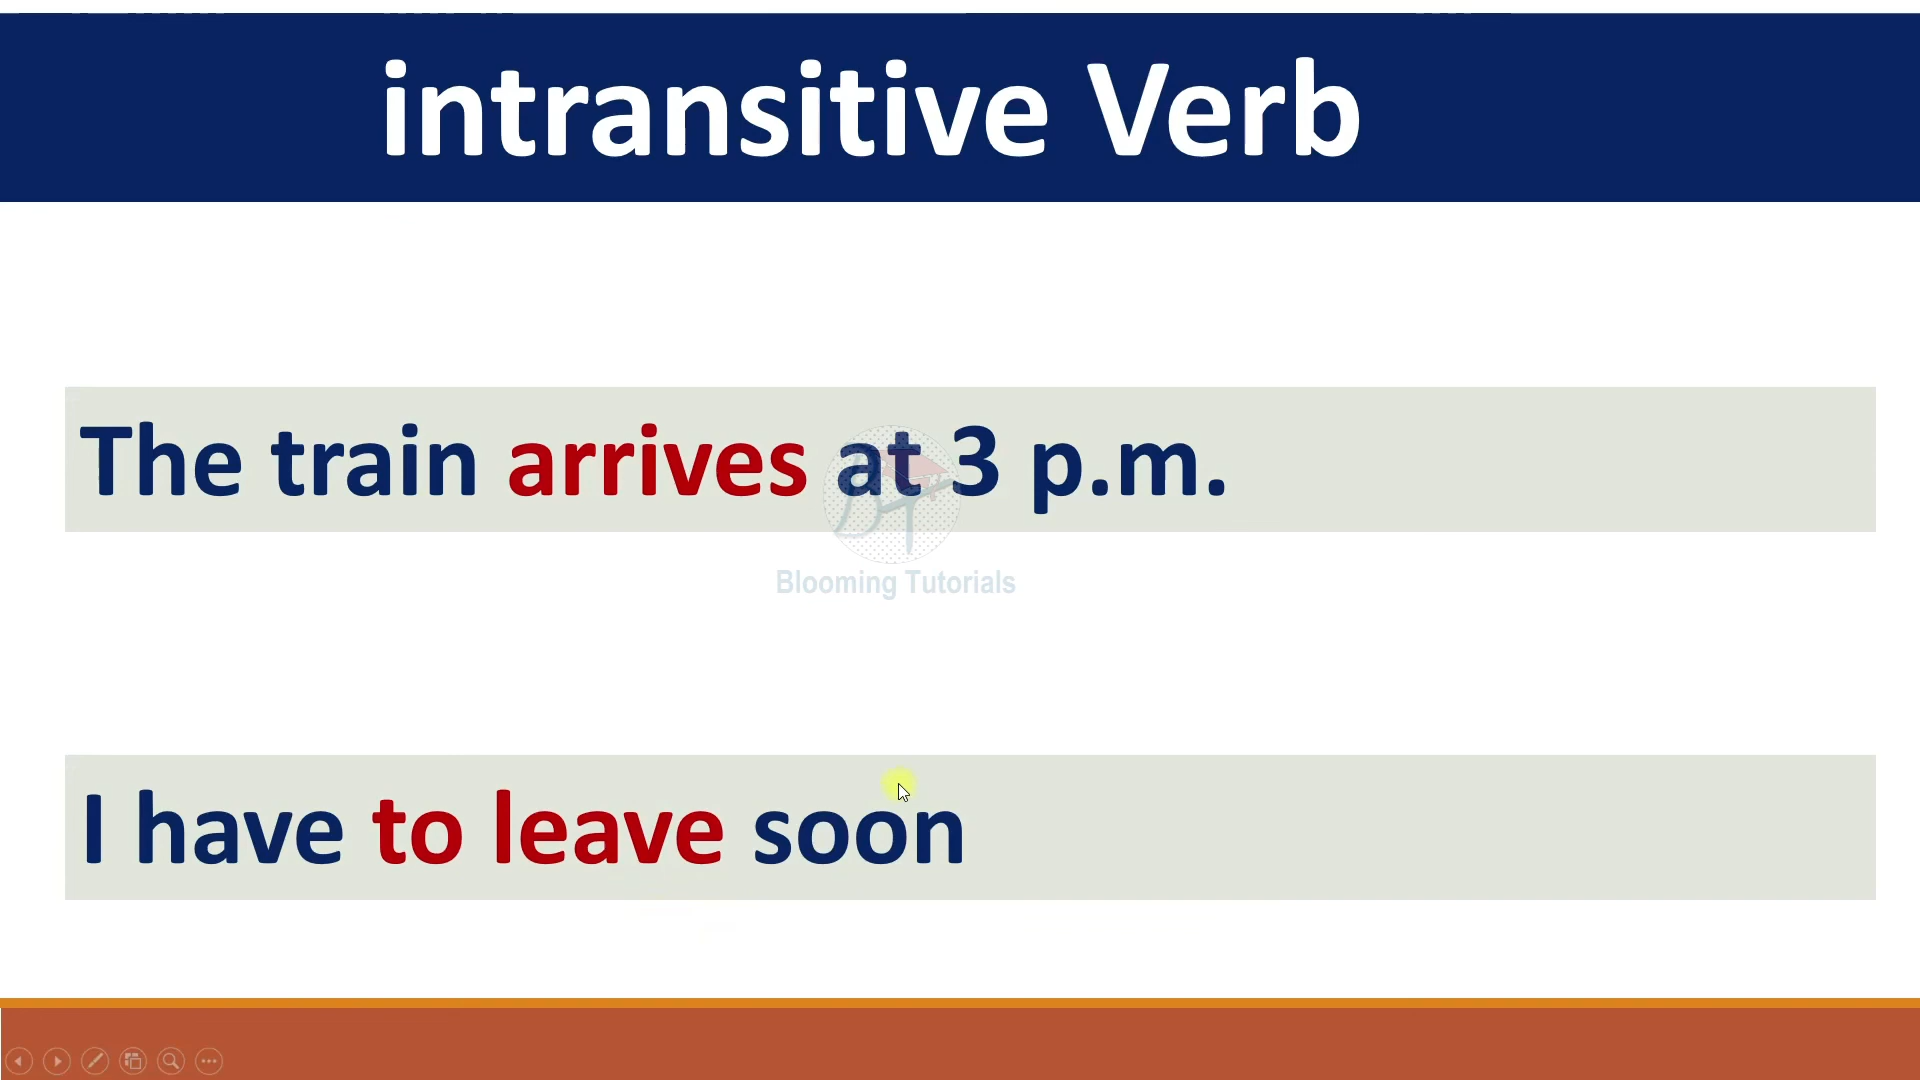 intransitive Verb
The train arrives at 3 p.m.
Blooming Tutorials
I have to leave soon